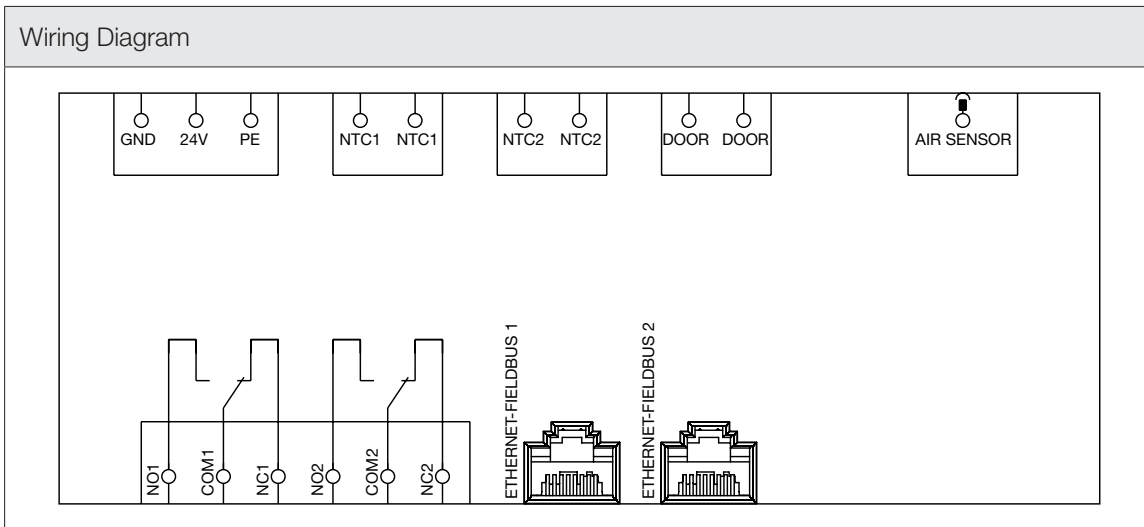 Wiring Diagram
GND 24V PE NTC1 NTC1 NTC2 NTC2 DOOR DOOR AIR SENSOR
ETHERNET-FIELDBUS 1
ETHERNET-FIELDBUS 2
NO1 COM1 NC1 NO2 COM2 NC2